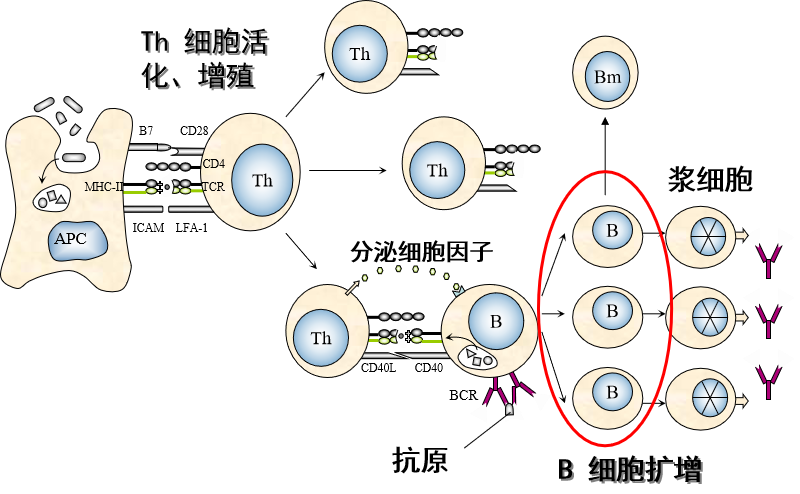 Th 细胞活
化、增殖
Th
Bm
B7
CD28
CD4
MHC-II
TCR
Th
Th
APC
ICAM
LFA-1
浆细胞
分泌细胞因子
B
Th
B
B
CD40L
CD40
BCR
B
抗原
B 细胞扩增